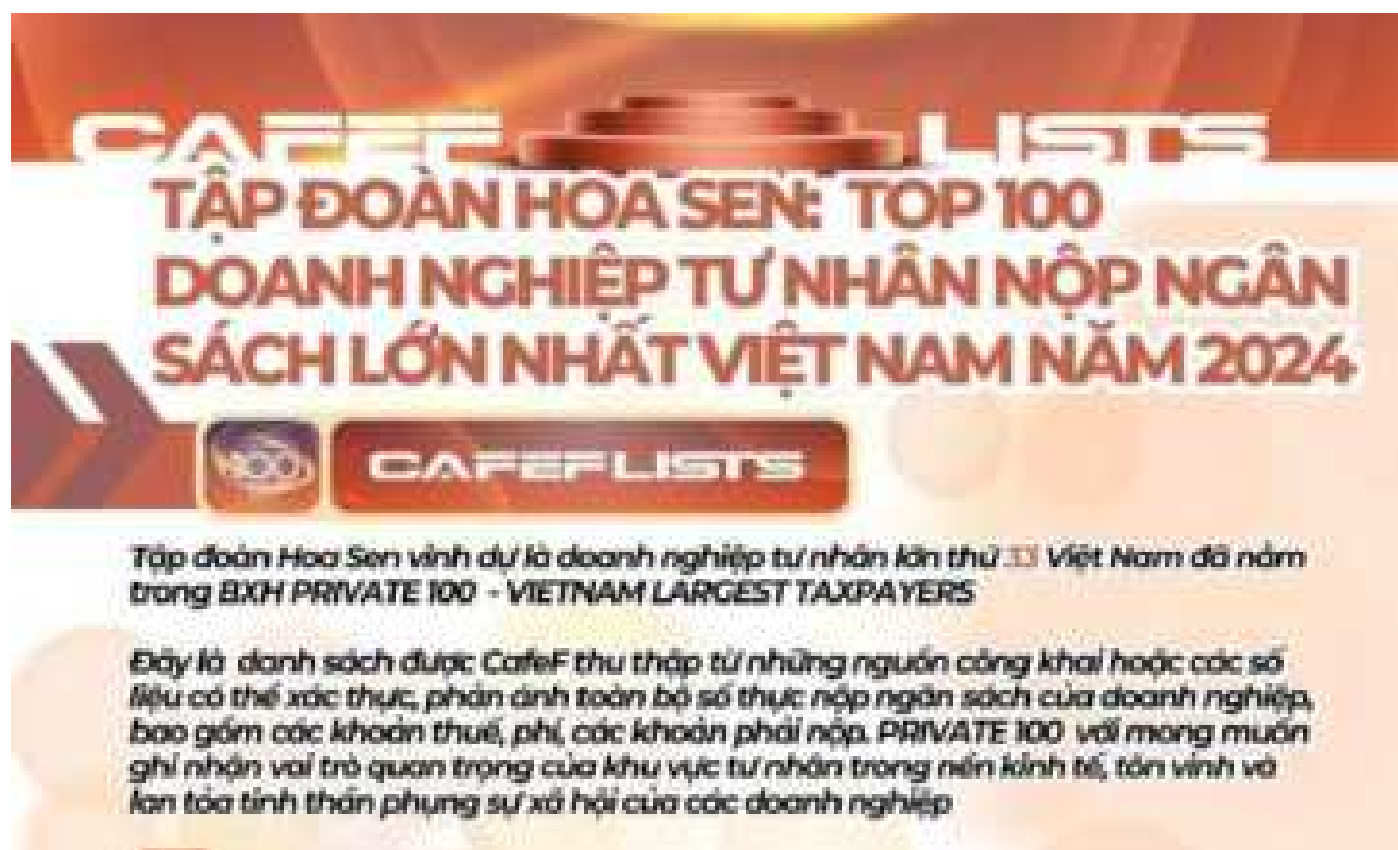 CAFEF LISTS
TẬP ĐOÀN HOA SEN: TOP 100
DOANH NGHIỆP TƯ NHÂN NỘP NGÂN
SÁCH LỚN NHẤT VIỆT NAM NĂM 2024
CAFEFLISTS
Tập đoàn Hoa Sen vinh dự là doanh nghiệp tư nhân lớn thứ 33 Việt Nam đã nằm
trong BXH PRIVATE 100 - VIETNAM LARGEST TAXPAYERS
Đây là danh sách được CafeF thu thập từ những nguồn công khai hoặc các số
liệu có thể xác thực, phản ánh toàn bộ số thực nộp ngân sách của doanh nghiệp,
bao gồm các khoản thuế, phí, các khoản phải nộp. PRIVATE 100 với mong muốn
ghi nhận vai trò quan trọng của khu vực tư nhân trong nền kinh tế, tôn vinh và
lan tỏa tinh thần phụng sự xã hội của các doanh nghiệp